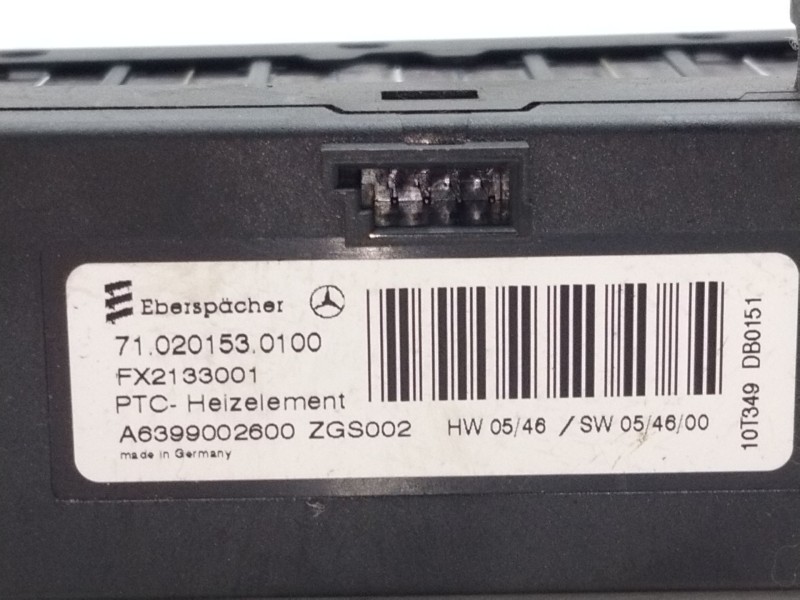 Eberspächer
71.020153.0100
FX2133001
PTC- Heizelement
A6399002600 ZGS002
HW 05/46 / SW 05/46/00
made in Germany
10T349 DB0151